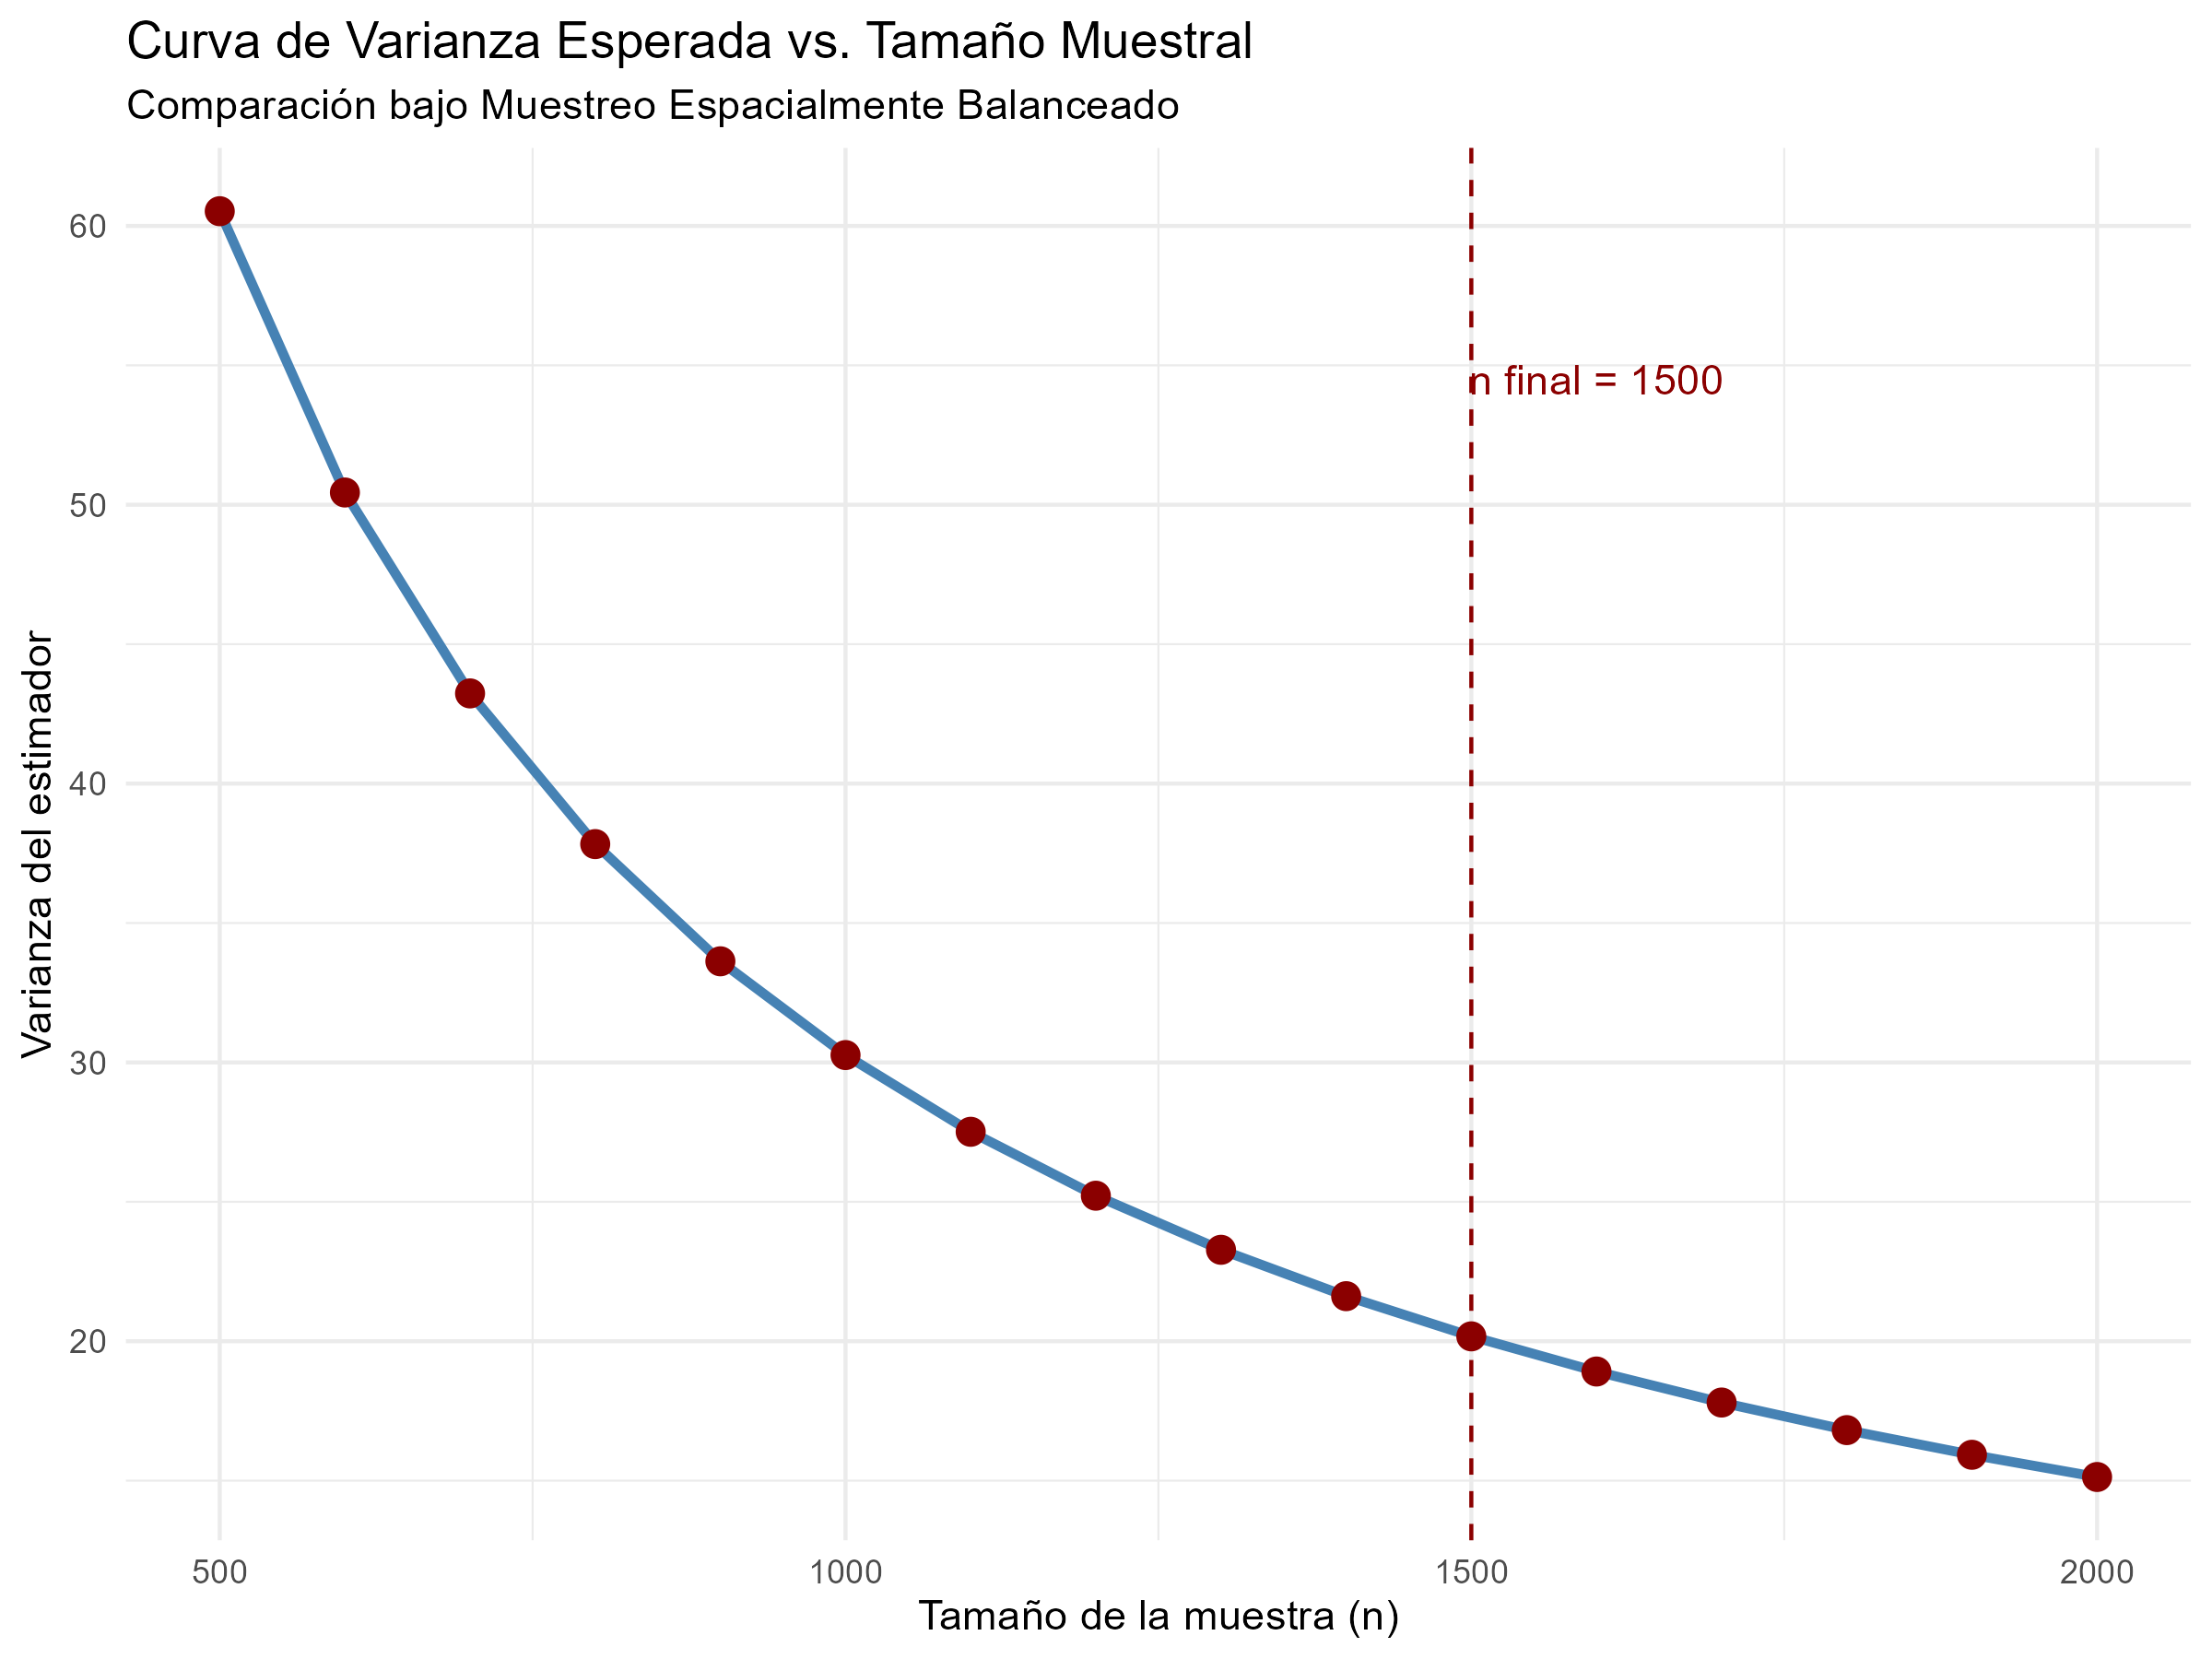 Curva de Varianza Esperada vs. Tamaño Muestral
Comparación bajo Muestreo Espacialmente Balanceado
Varianza del estimador
60
50
40
30
20
n final = 1500
500
1000
1500
2000
Tamaño de la muestra (n)